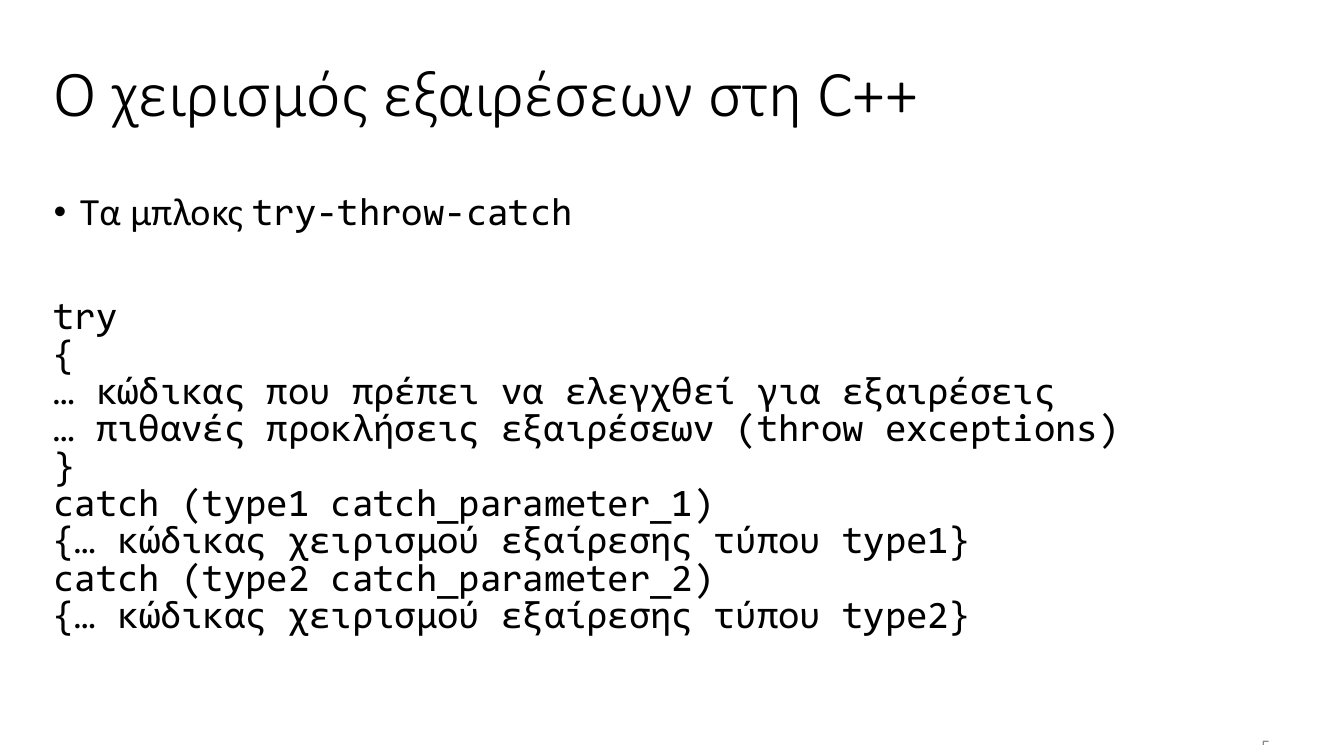 Ο χειρισμός εξαιρέσεων στη C++
• Τα μπλοκς try-throw-catch
try
{
… κώδικας που πρέπει να ελεγχθεί για εξαιρέσεις
… πιθανές προκλήσεις εξαιρέσεων (throw exceptions)
}
catch (type1 catch_parameter_1)
{… κώδικας χειρισμού εξαίρεσης τύπου type1}
catch (type2 catch_parameter_2)
{… κώδικας χειρισμού εξαίρεσης τύπου type2}